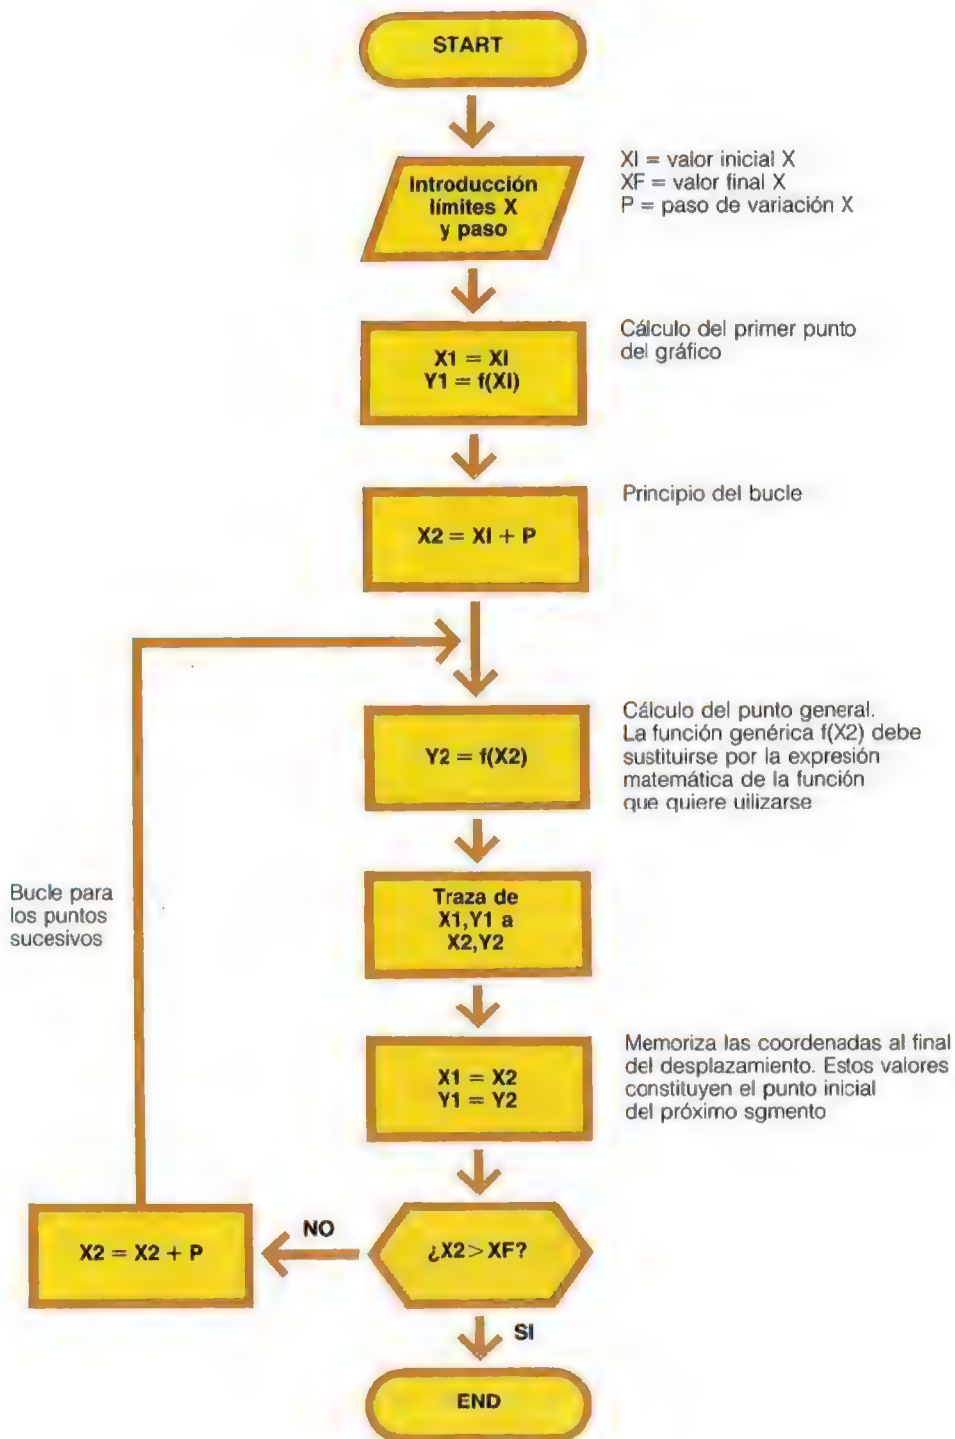 START
Introducción
límites X
y paso
XI = valor inicial X
XF = valor final X
P = paso de variación X
X1 = XI
Y1 = f(XI)
Cálculo del primer punto
del gráfico
X2 = XI + P
Principio del bucle
Y2 = f(X2)
Cálculo del punto general.
La función genérica f(X2) debe
sustituirse por la expresión
matemática de la función
que quiere uilizarse
Bucle para
los puntos
sucesivos
Traza de
X1,Y1 a
X2,Y2
X1 = X2
Y1 = Y2
Memoriza las coordenadas al final
del desplazamiento. Estos valores
constituyen el punto inicial
del próximo sgmento
X2 = X2 + P
NO
¿X2>XF?
SI
END